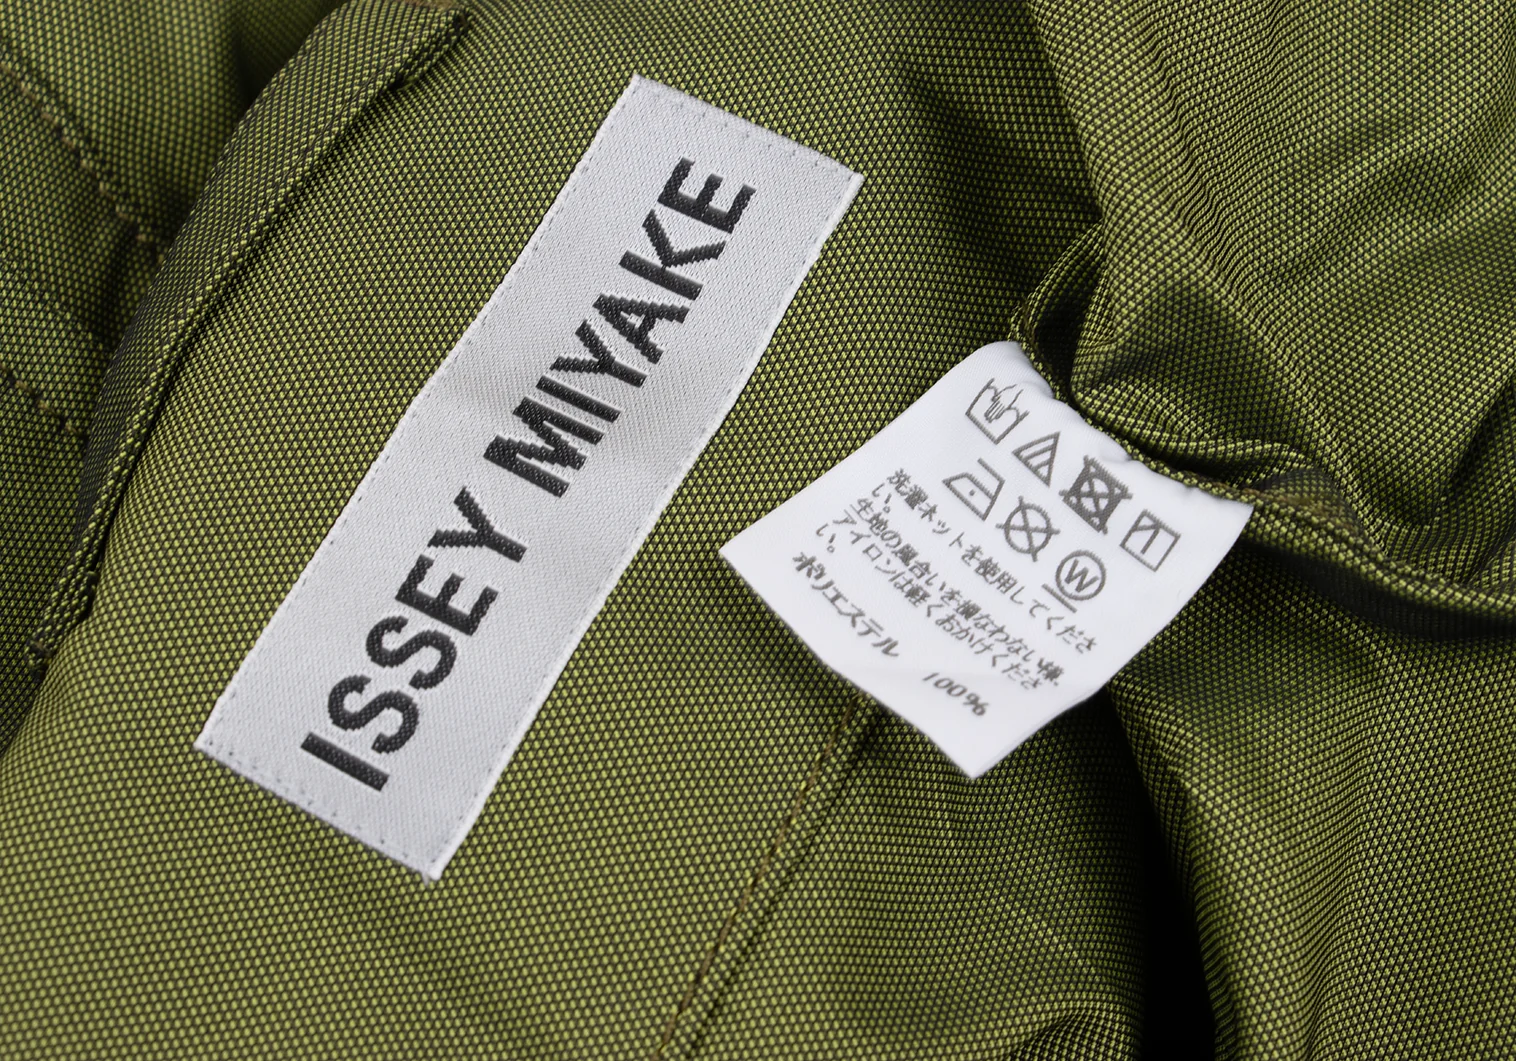 ISSEY MIYAKE
W
洗濯ネットを使用してくださ
い。
生地の風合いを損なわない様、
アイロンは軽くおかけくださ
い。
ポリエステル 100%